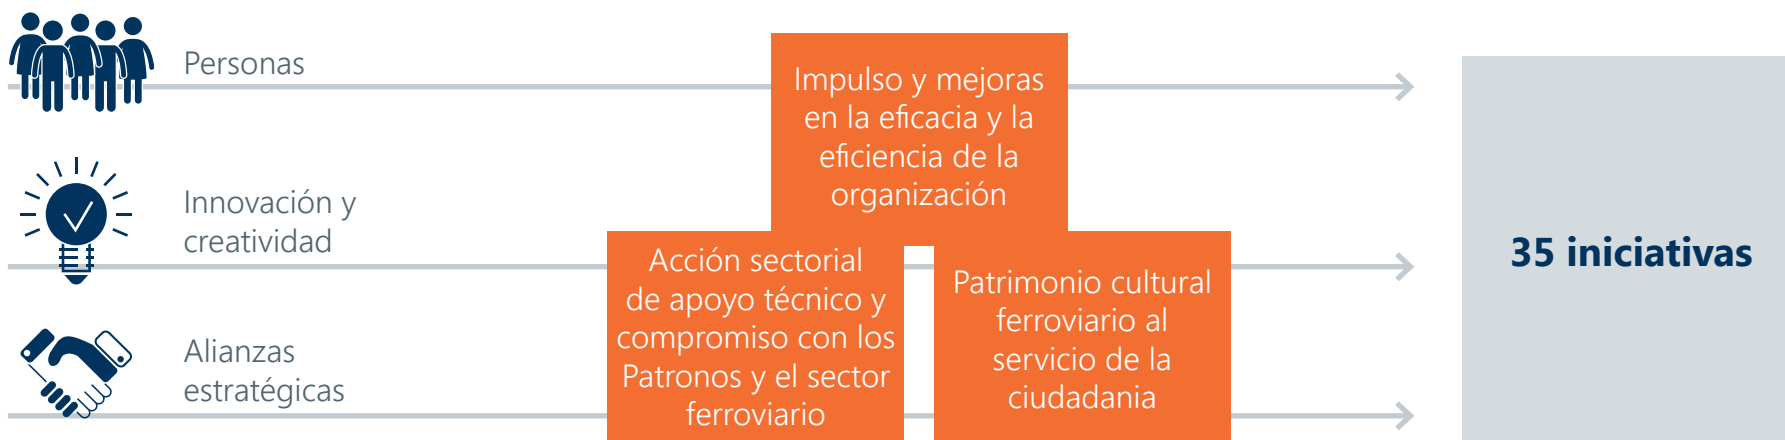 Personas
Innovación y
creatividad
Alianzas
estratégicas
Impulso y mejoras
en la eficacia y la
eficiencia de la
organización
Acción sectorial
de apoyo técnico y
compromiso con los
Patronos y el sector
ferroviario
Patrimonio cultural
ferroviario al
servicio de la
ciudadania
35 iniciativas